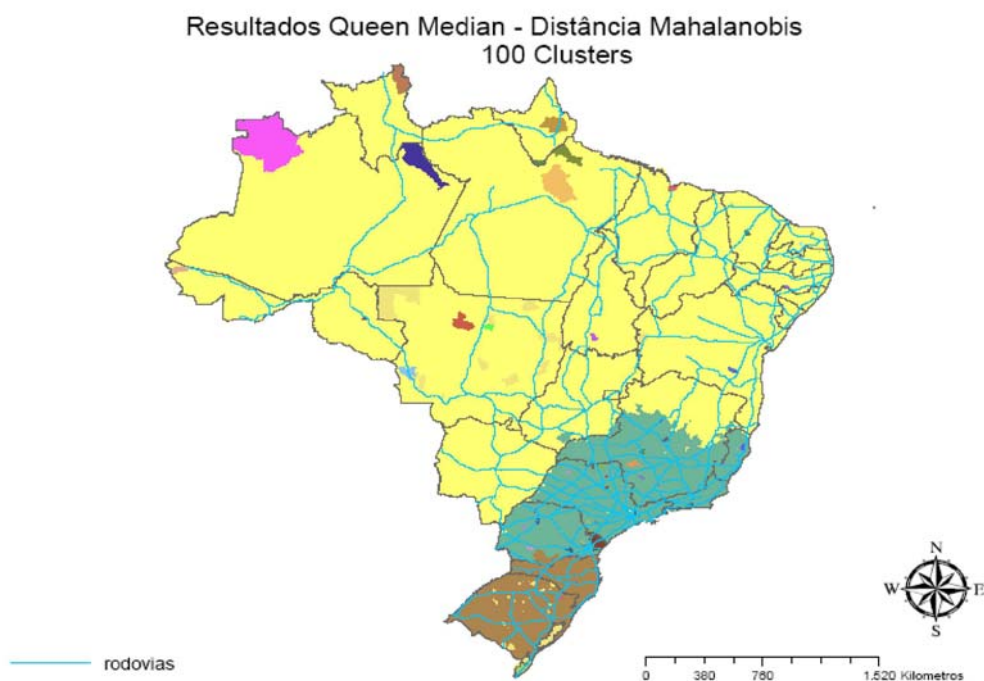 Resultados Queen Median - Distância Mahalanobis
100 Clusters
N
W E
S
rodovias
0 380 760 1.520 Kilometros